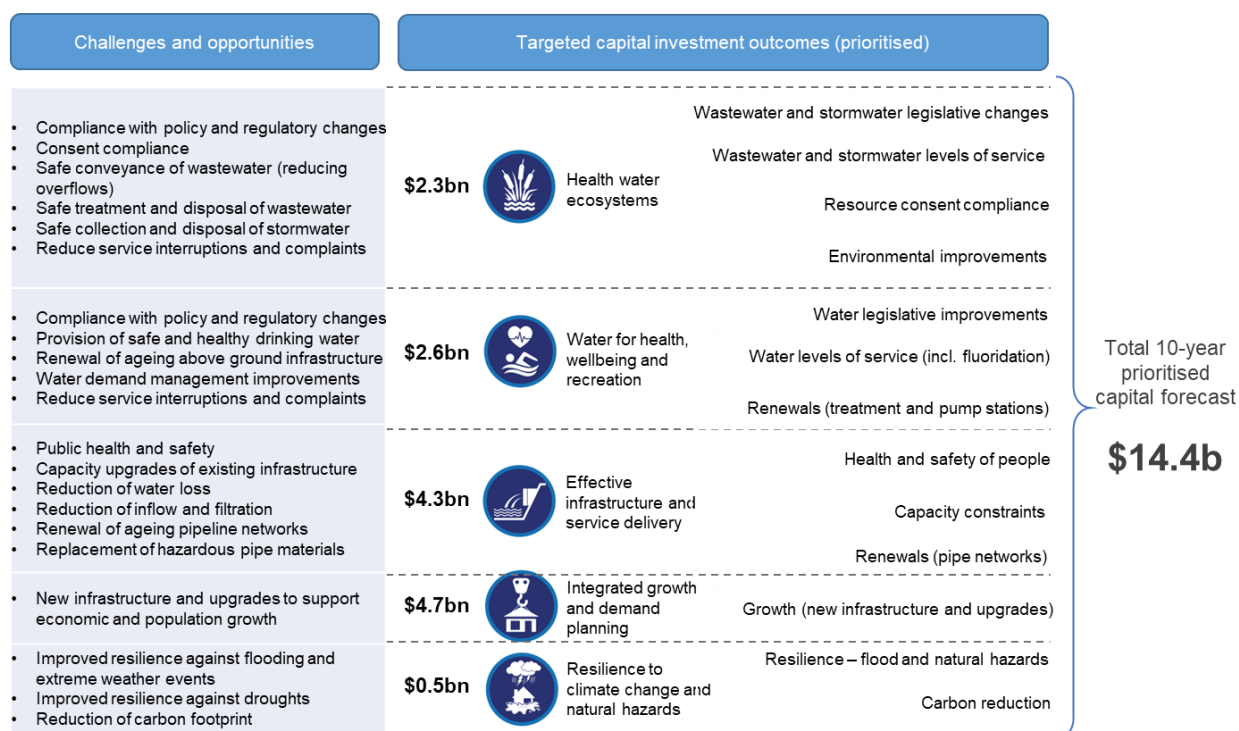 Challenges and opportunities
Targeted capital investment outcomes (prioritised)
• Compliance with policy and regulatory changes
• Consent compliance
• Safe conveyance of wastewater (reducing
overflows)
• Safe treatment and disposal of wastewater
• Safe collection and disposal of stormwater
• Reduce service interruptions and complaints
$2.3bn
Health water
ecosystems
Wastewater and stormwater legislative changes
Wastewater and stormwater levels of service
Resource consent compliance
Environmental improvements
• Compliance with policy and regulatory changes
• Provision of safe and healthy drinking water
• Renewal of ageing above ground infrastructure
• Water demand management improvements
• Reduce service interruptions and complaints
$2.6bn
Water for health,
wellbeing and
recreation
Water legislative improvements
Water levels of service (incl. fluoridation)
Renewals (treatment and pump stations)
• Public health and safety
• Capacity upgrades of existing infrastructure
• Reduction of water loss
• Reduction of inflow and filtration
• Renewal of ageing pipeline networks
• Replacement of hazardous pipe materials
$4.3bn
Effective
infrastructure and
service delivery
Health and safety of people
Capacity constraints
Renewals (pipe networks)
• New infrastructure and upgrades to support
economic and population growth
$4.7bn
Integrated growth
and demand
planning
Growth (new infrastructure and upgrades)
• Improved resilience against flooding and
extreme weather events
• Improved resilience against droughts
• Reduction of carbon footprint
$0.5bn
Resilience to
climate change and
natural hazards
Resilience – flood and natural hazards
Carbon reduction
Total 10-year
prioritised
capital forecast
$14.4b